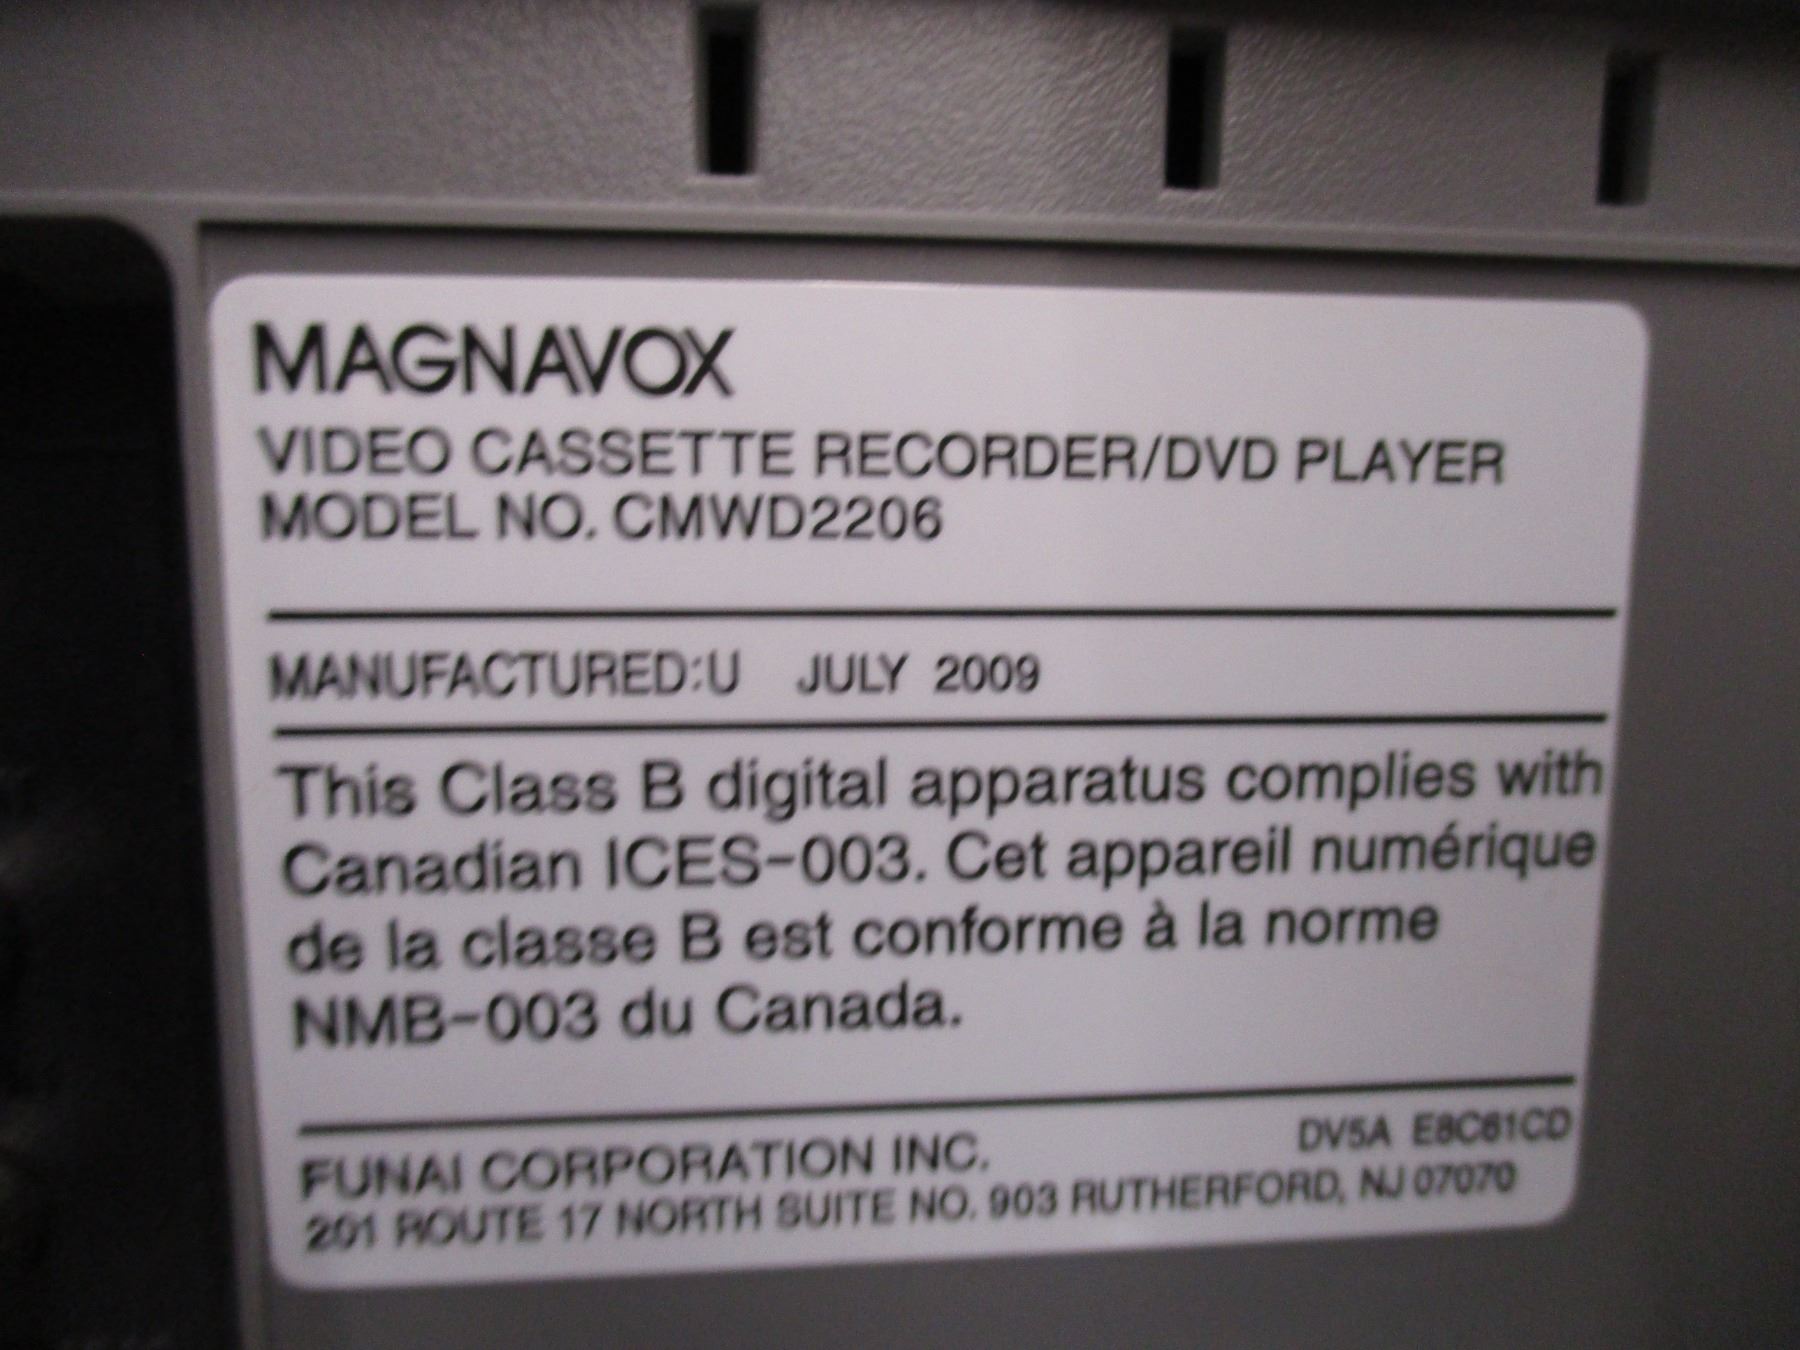 MAGNAVOX
VIDEO CASSETTE RECORDER/DVD PLAYER
MODEL NO. CMWD2206
MANUFACTURED:U JULY 2009
This Class B digital apparatus complies with
Canadian ICES-003. Cet appareil numérique
de la classe B est conforme à la norme
NMB-003 du Canada.
DV5A E8C61CD
FUNAI CORPORATION INC.
201 ROUTE 17 NORTH SUITE NO. 903 RUTHERFORD, NJ 07070